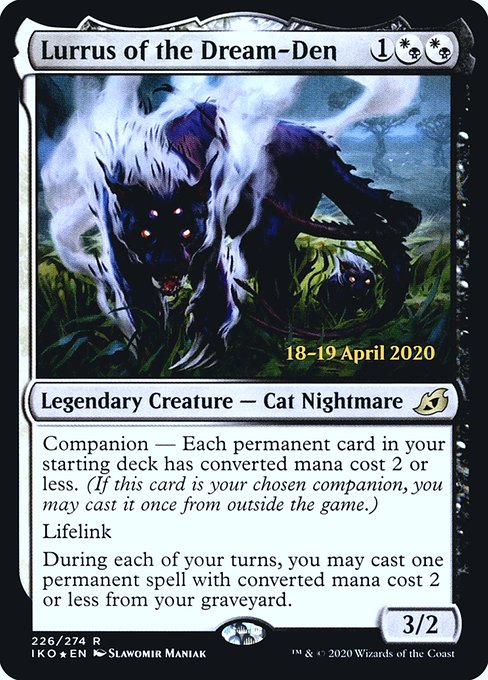 Lurrus of the Dream-Den 1
18-19 April 2020
Legendary Creature — Cat Nightmare
Companion — Each permanent card in your
starting deck has converted mana cost 2 or
less. (If this card is your chosen companion, you
may cast it once from outside the game.)
Lifelink
During each of your turns, you may cast one
permanent spell with converted mana cost 2
or less from your graveyard.
3/2
226/274 R
IKO★EN SLAWOMIR MANIAK ™ & © 2020 Wizards of the Coast